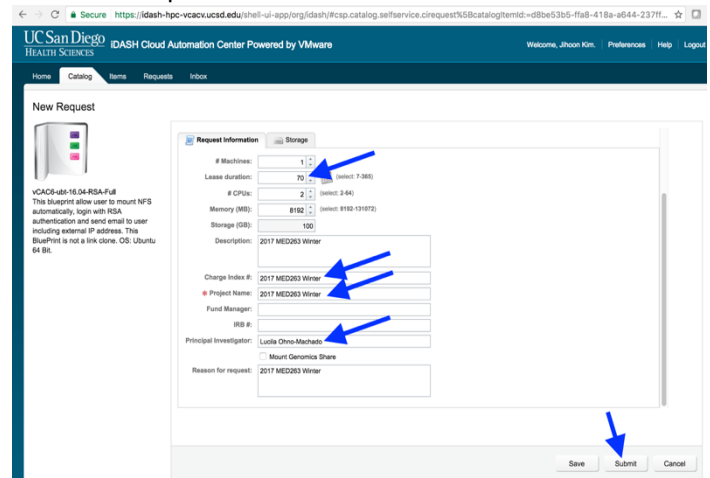 Secure https://idash-hpc-vcacv.ucsd.edu/shell-ui-app/org/idash/#csp.catalog.selfservice.cirequest%5BcatalogItemId:=d8be53b5-ffa8-418a-a644-237ff...
UC San Diego
HEALTH SCIENCES
iDASH Cloud Automation Center Powered by VMware
Welcome, Jihoon Kim. Preferences Help Logout
Home Catalog Items Requests Inbox
New Request
vCAC6-ubt-16.04-RSA-Full
This blueprint allow user to mount NFS
automatically, login with RSA
authentication and send email to user
including external IP address. This
BluePrint is not a link clone. OS: Ubuntu
64 Bit.
Request Information Storage
# Machines: 1
Lease duration: 70 (select: 7-365)
# CPUs: 2 (select: 2-64)
Memory (MB): 8192 (select: 8192-131072)
Storage (GB): 100
Description: 2017 MED263 Winter
Charge Index #: 2017 MED263 Winter
* Project Name: 2017 MED263 Winter
Fund Manager:
IRB #:
Principal Investigator: Lucila Ohno-Machado
Mount Genomics Share
Reason for request: 2017 MED263 Winter
Save Submit Cancel